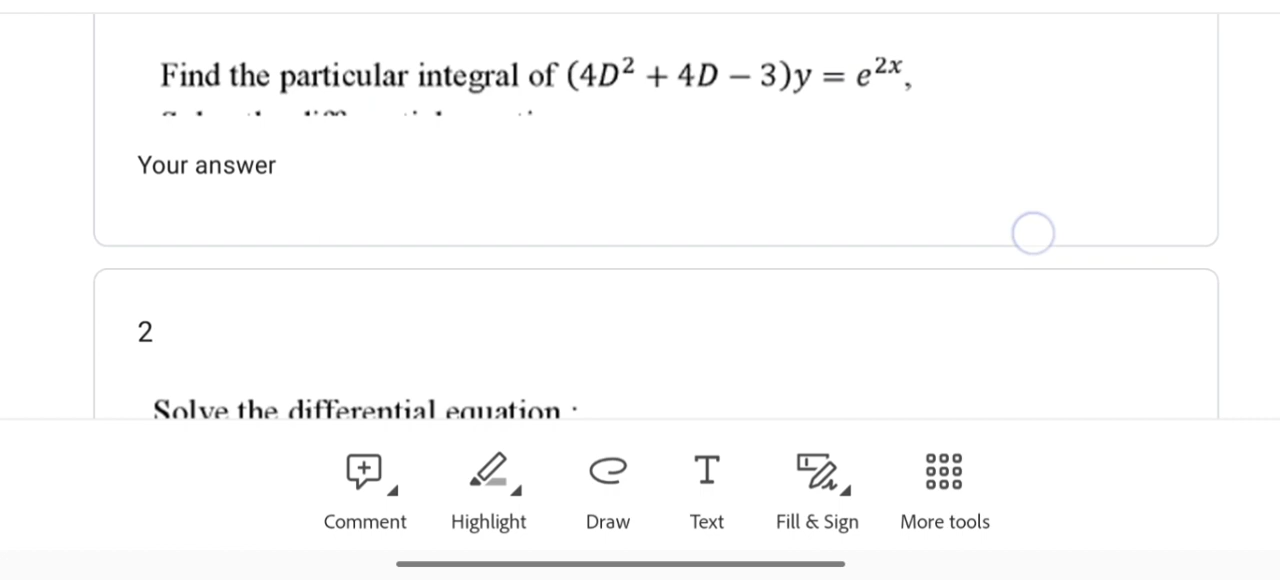 Find the particular integral of (4D² + 4D − 3)y = e²ˣ,
Your answer
2
Solve the differential equation :
Comment Highlight Draw Text Fill & Sign More tools